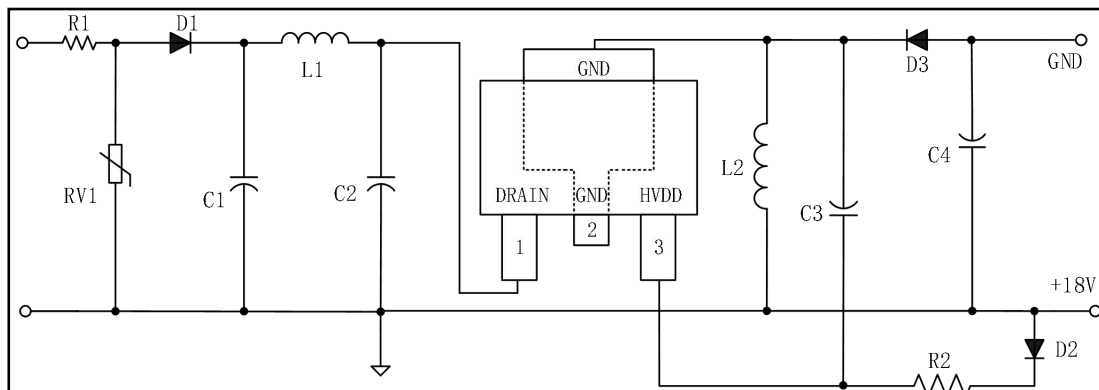 R1
D1
L1
RV1
C1
C2
GND
DRAIN
GND
HVDD
1
2
3
L2
C3
D3
C4
GND
+18V
D2
R2